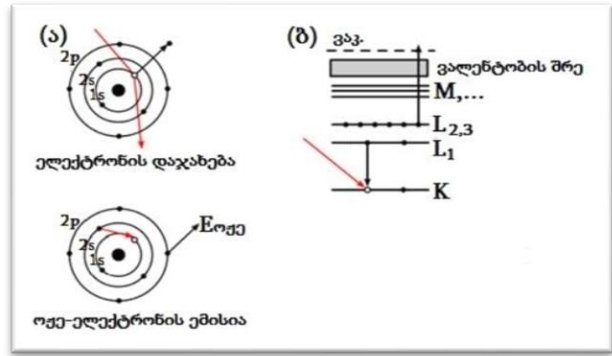 (ა)
2p
2s
1s
ელექტრონის დაჯახება
2p
2s
1s
Eოჟე
ოჟე-ელექტრონის ემისია
(ბ)
ვაკ.
ვალენტობის შრე
M,...
L2,3
L1
K